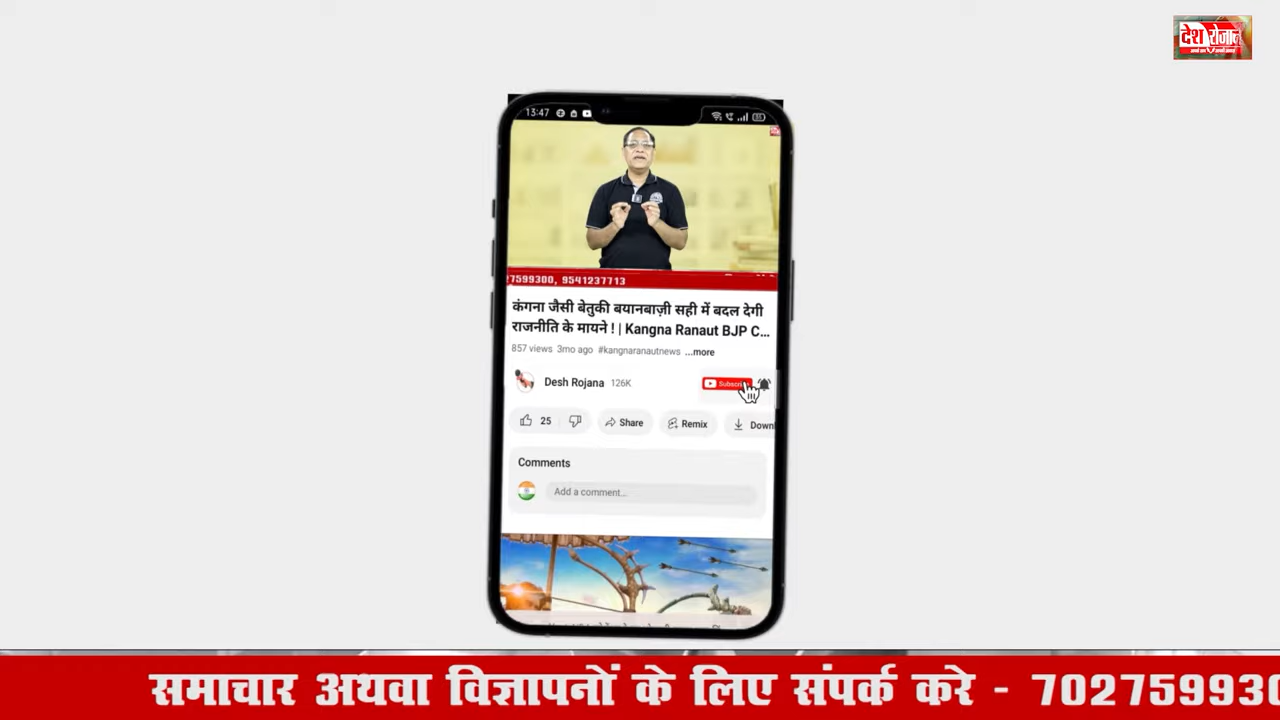 देश रोजाना
13:47
7599300, 9541237713
कंगना जैसी बेतुकी बयानबाज़ी सही में बदल देगी
राजनीति के मायने ! | Kangna Ranaut BJP C...
857 views 3mo ago #kangnaranautnews ...more
Desh Rojana 126K
25
Share
Remix
Comments
Add a comment...
समाचार अथवा विज्ञापनों के लिए संपर्क करे - 702759930